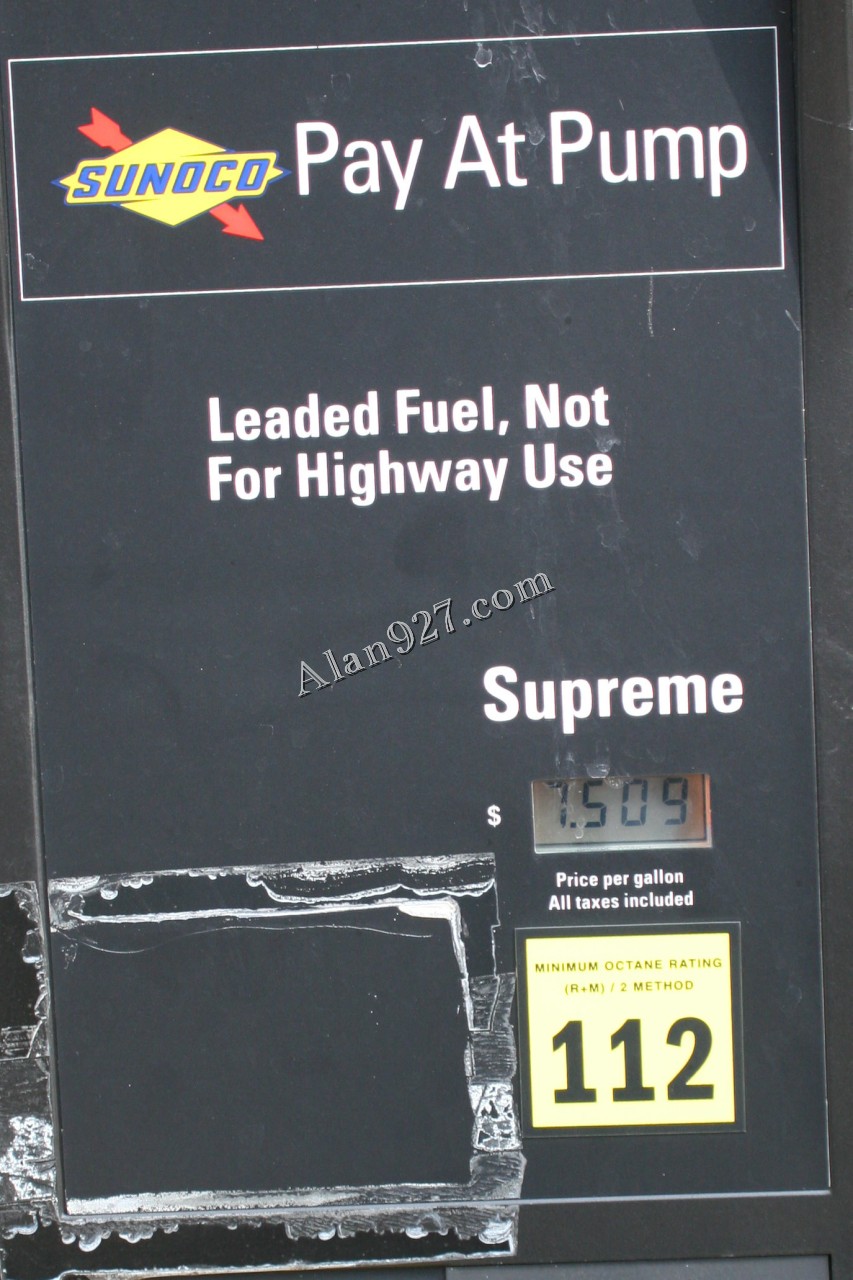 SUNOCO Pay At Pump
Leaded Fuel, Not
For Highway Use
Alan927.com
Supreme
$ 7.509
Price per gallon
All taxes included
MINIMUM OCTANE RATING
(R+M) / 2 METHOD
112